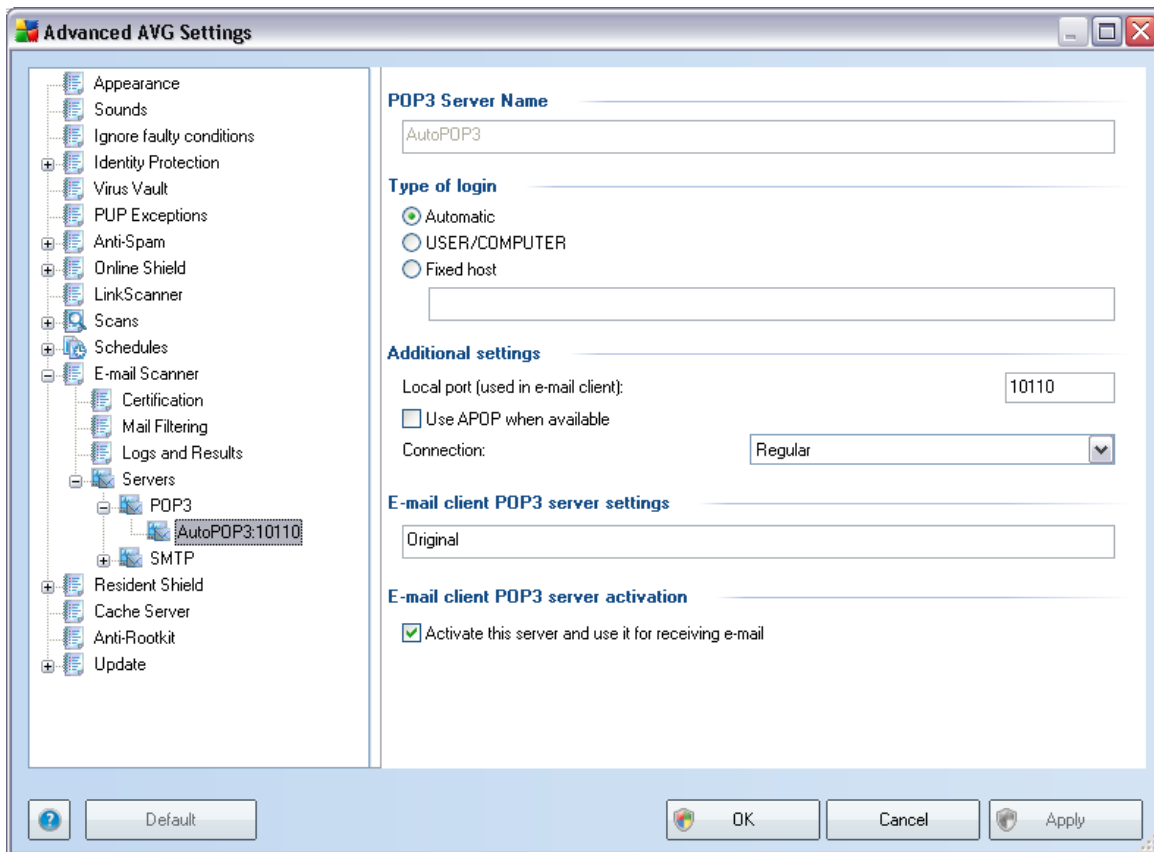 Advanced AVG Settings
Appearance
Sounds
Ignore faulty conditions
Identity Protection
Virus Vault
PUP Exceptions
Anti-Spam
Online Shield
LinkScanner
Scans
Schedules
E-mail Scanner
Certification
Mail Filtering
Logs and Results
Servers
POP3
AutoPOP3:10110
SMTP
Resident Shield
Cache Server
Anti-Rootkit
Update
POP3 Server Name
AutoPOP3
Type of login
Automatic
USER/COMPUTER
Fixed host
Additional settings
Local port (used in e-mail client): 10110
Use APOP when available
Connection: Regular
E-mail client POP3 server settings
Original
E-mail client POP3 server activation
Activate this server and use it for receiving e-mail
? Default OK Cancel Apply